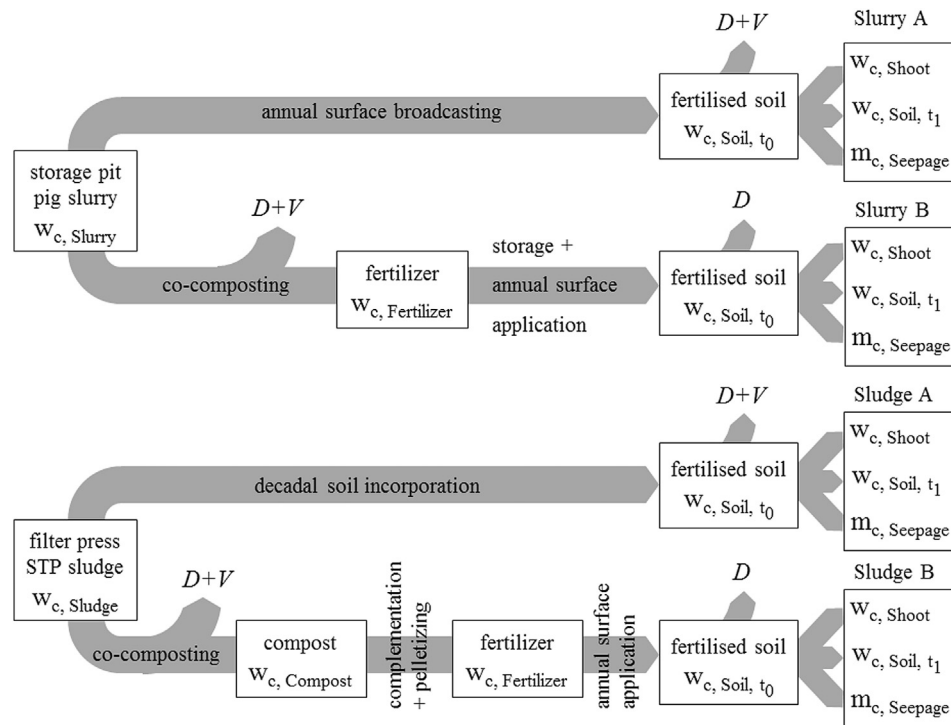 Slurry A
D+V
w_c, Shoot
annual surface broadcasting
fertilised soil
w_c, Soil, t_0
w_c, Soil, t_1
m_c, Seepage
storage pit
pig slurry
w_c, Slurry
D+V
D
Slurry B
co-composting
fertilizer
w_c, Fertilizer
storage +
annual surface
application
fertilised soil
w_c, Soil, t_0
w_c, Shoot
w_c, Soil, t_1
m_c, Seepage
Sludge A
D+V
w_c, Shoot
decadal soil incorporation
fertilised soil
w_c, Soil, t_0
w_c, Soil, t_1
m_c, Seepage
filter press
STP sludge
w_c, Sludge
D+V
D
Sludge B
co-composting
compost
w_c, Compost
complementation
+ pelletizing
fertilizer
w_c, Fertilizer
annual surface
application
fertilised soil
w_c, Soil, t_0
w_c, Shoot
w_c, Soil, t_1
m_c, Seepage